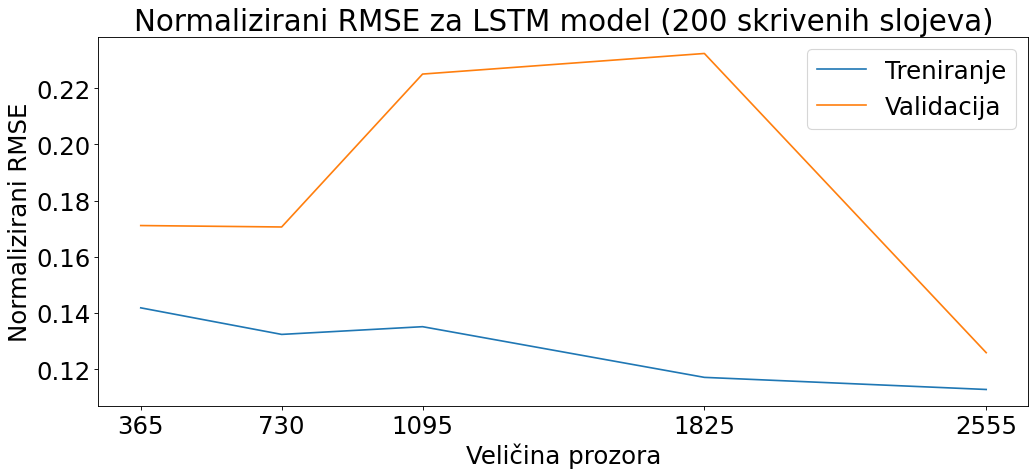 Normalizirani RMSE za LSTM model (200 skrivenih slojeva)
Treniranje
Validacija
Normalizirani RMSE
0.22
0.20
0.18
0.16
0.14
0.12
365 730 1095 1825 2555
Veličina prozora